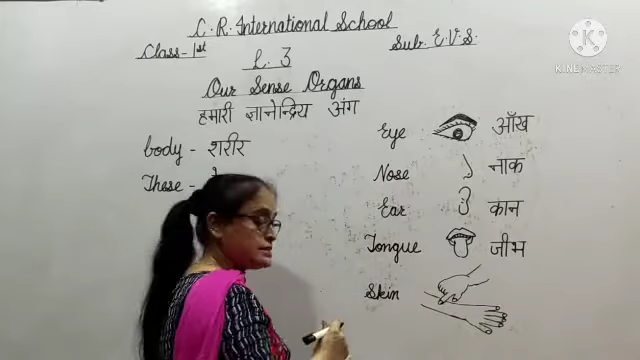 C. R. International School
Class - 1st
Sub. E.V.S.
L. 3
Our Sense Organs
हमारी ज्ञानेन्द्रिय अंग
body - शरीर
These -
Eye आँख
Nose नाक
Ear कान
Tongue जीभ
Skin
K
KINEMASTER